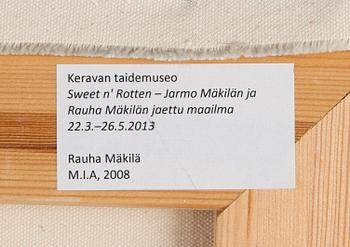 Keravan taidemuseo
Sweet n' Rotten – Jarmo Mäkilän ja
Rauha Mäkilän jaettu maailma
22.3.–26.5.2013
Rauha Mäkilä
M.I.A, 2008